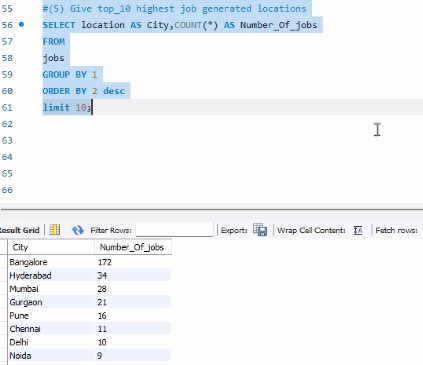 55 #(5) Give top_10 highest job generated locations
56 SELECT location AS City,COUNT(*) AS Number_Of_jobs
57 FROM
58 jobs
59 GROUP BY 1
60 ORDER BY 2 desc
61 limit 10;
62
63
64
65
66
Result Grid Filter Rows: Export: Wrap Cell Content: IA Fetch rows:
City Number_Of_jobs
Bangalore 172
Hyderabad 34
Mumbai 28
Gurgaon 21
Pune 16
Chennai 11
Delhi 10
Noida 9